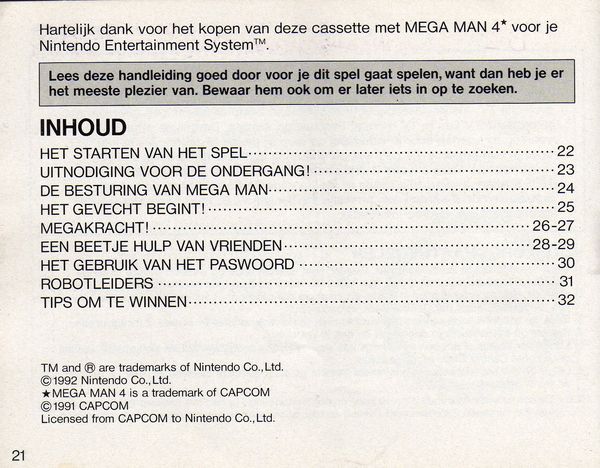 Hartelijk dank voor het kopen van deze cassette met MEGA MAN 4★ voor je
Nintendo Entertainment System™.
Lees deze handleiding goed door voor je dit spel gaat spelen, want dan heb je er
het meeste plezier van. Bewaar hem ook om er later iets in op te zoeken.
INHOUD
HET STARTEN VAN HET SPEL 22
UITNODIGING VOOR DE ONDERGANG! 23
DE BESTURING VAN MEGA MAN 24
HET GEVECHT BEGINT! 25
MEGAKRACHT! 26-27
EEN BEETJE HULP VAN VRIENDEN 28-29
HET GEBRUIK VAN HET PASWOORD 30
ROBOTLEIDERS 31
TIPS OM TE WINNEN 32
TM and ® are trademarks of Nintendo Co., Ltd.
©1992 Nintendo Co., Ltd.
★MEGA MAN 4 is a trademark of CAPCOM
©1991 CAPCOM
Licensed from CAPCOM to Nintendo Co., Ltd.
21